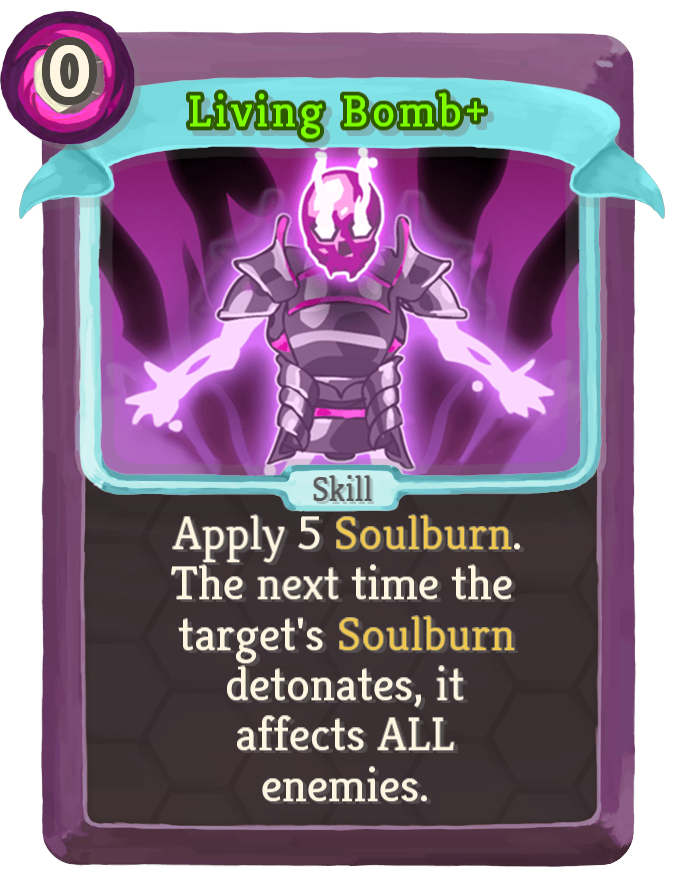 0
Living Bomb+
Skill
Apply 5 Soulburn.
The next time the
target's Soulburn
detonates, it
affects ALL
enemies.